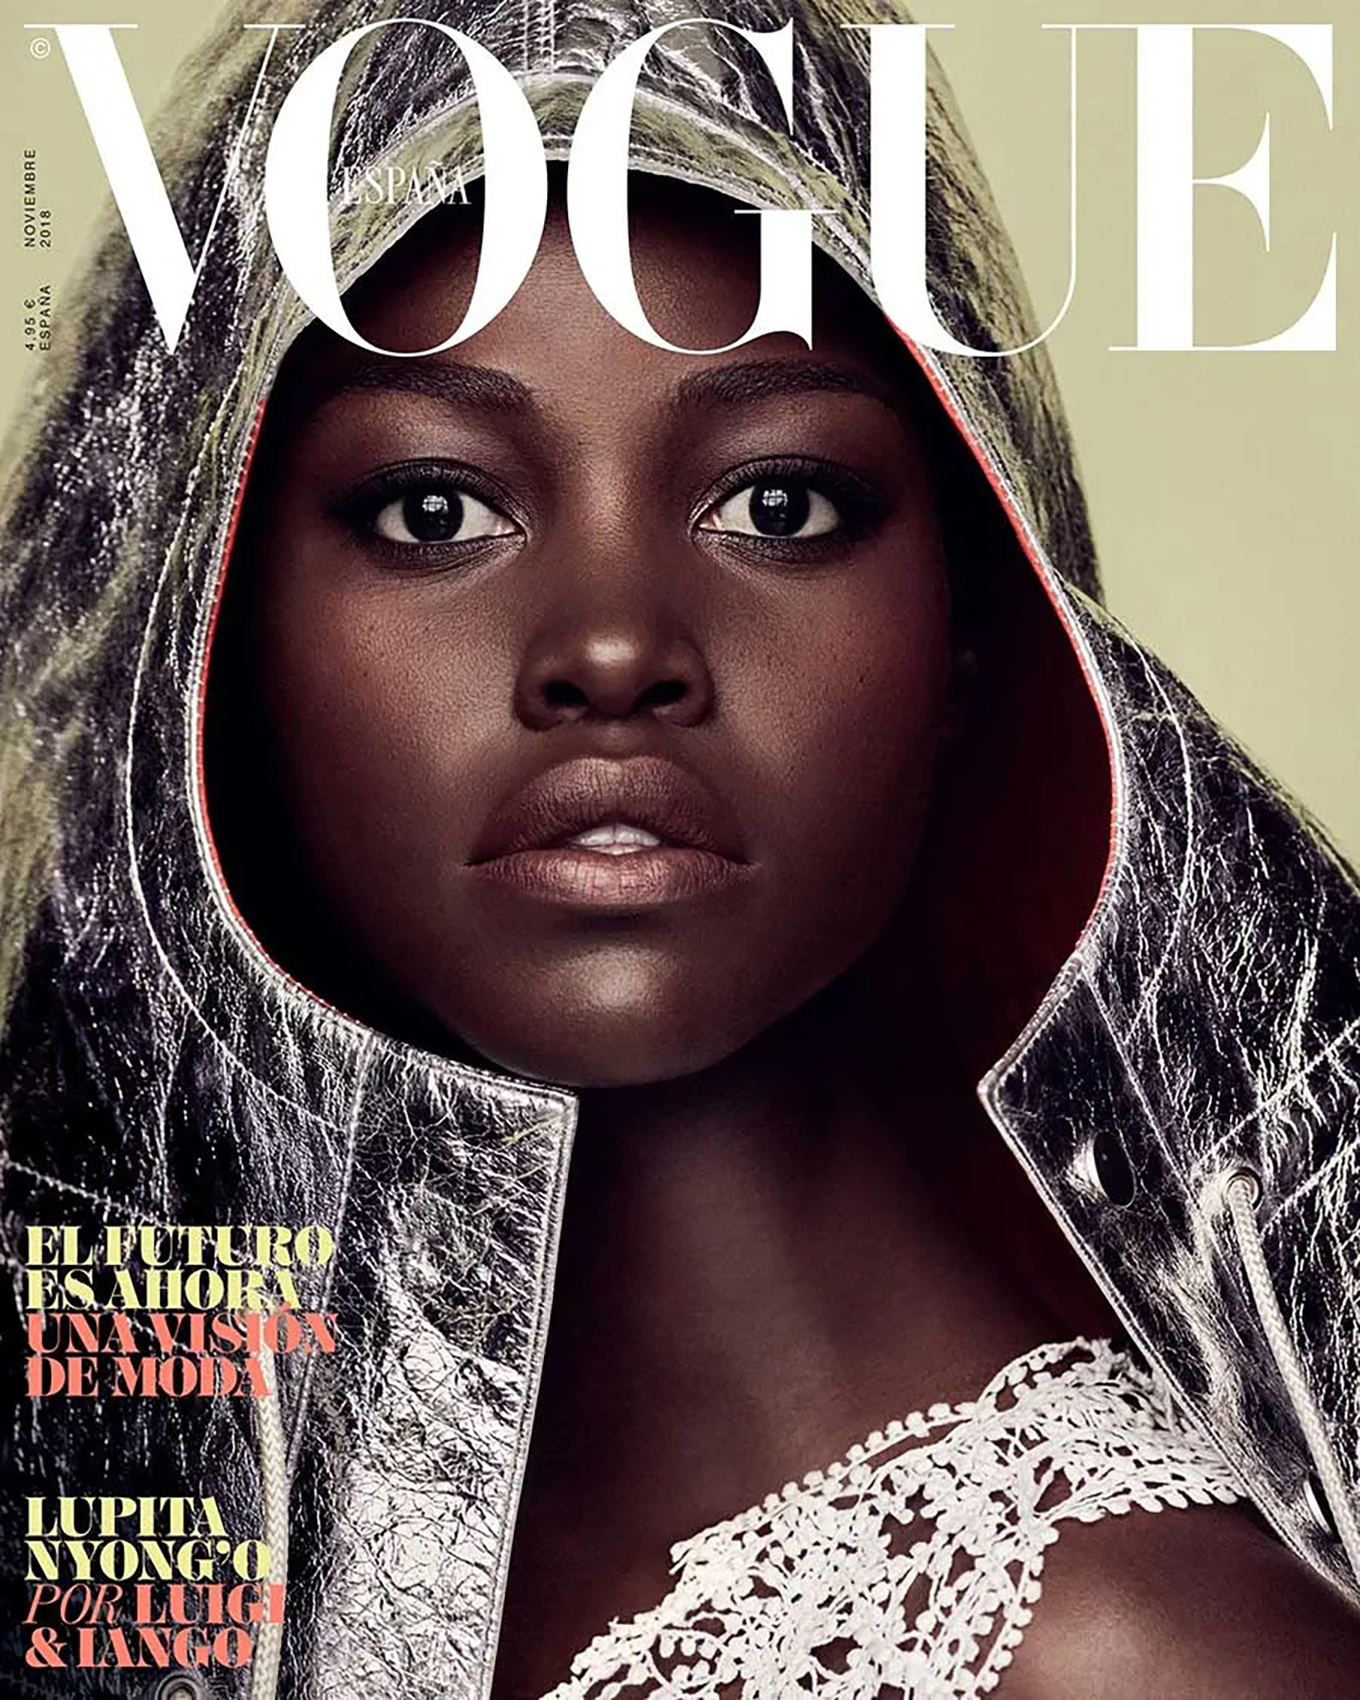 ©
VOGUE
ESPAÑA
NOVIEMBRE
2018
4,95 €
ESPAÑA
EL FUTURO
ES AHORA
UNA VISIÓN
DE MODA
LUPITA
NYONG'O
POR LUIGI
& IANGO